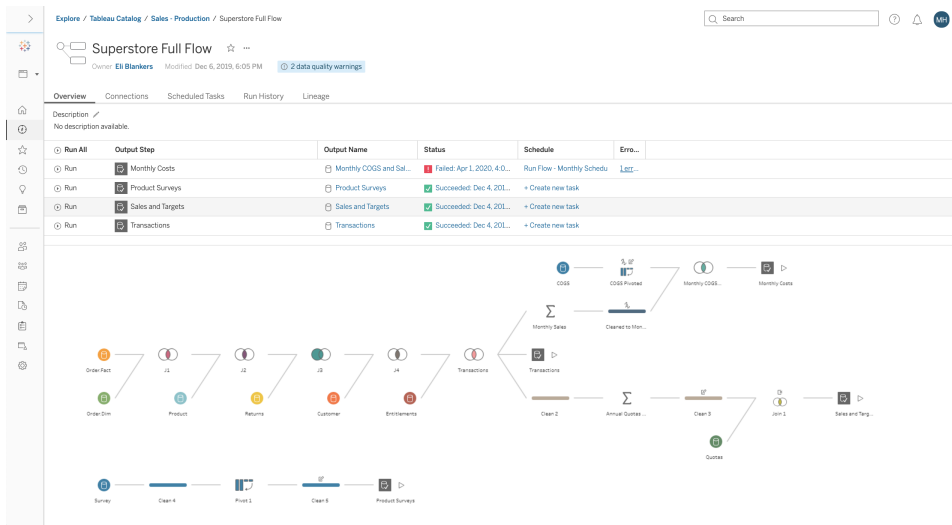 Explore / Tableau Catalog / Sales - Production / Superstore Full Flow
Search
MH
Superstore Full Flow
Owner Eli Blankers Modified Dec 6, 2019, 6:05 PM 2 data quality warnings
Overview Connections Scheduled Tasks Run History Lineage
Description
No description available.
Run All Output Step Output Name Status Schedule Erro...
Run Monthly Costs Monthly COGS and Sal... Failed: Apr 1, 2020, 4:0... Run Flow - Monthly Schedu 1 err...
Run Product Surveys Product Surveys Succeeded: Dec 4, 201... + Create new task
Run Sales and Targets Sales and Targets Succeeded: Dec 4, 201... + Create new task
Run Transactions Transactions Succeeded: Dec 4, 201... + Create new task
COGS COGS Pivoted Monthly COGS... Monthly Costs
Monthly Sales Cleaned to Mon...
Order Fact J1 J2 J3 J4 Transactions Transactions
Order Dim Product Returns Customer Entitlements Clean 2 Annual Quotes ... Clean 3 Join 1 Sales and Targ...
Quotes
Survey Clean 4 Pivot 1 Clean 5 Product Surveys